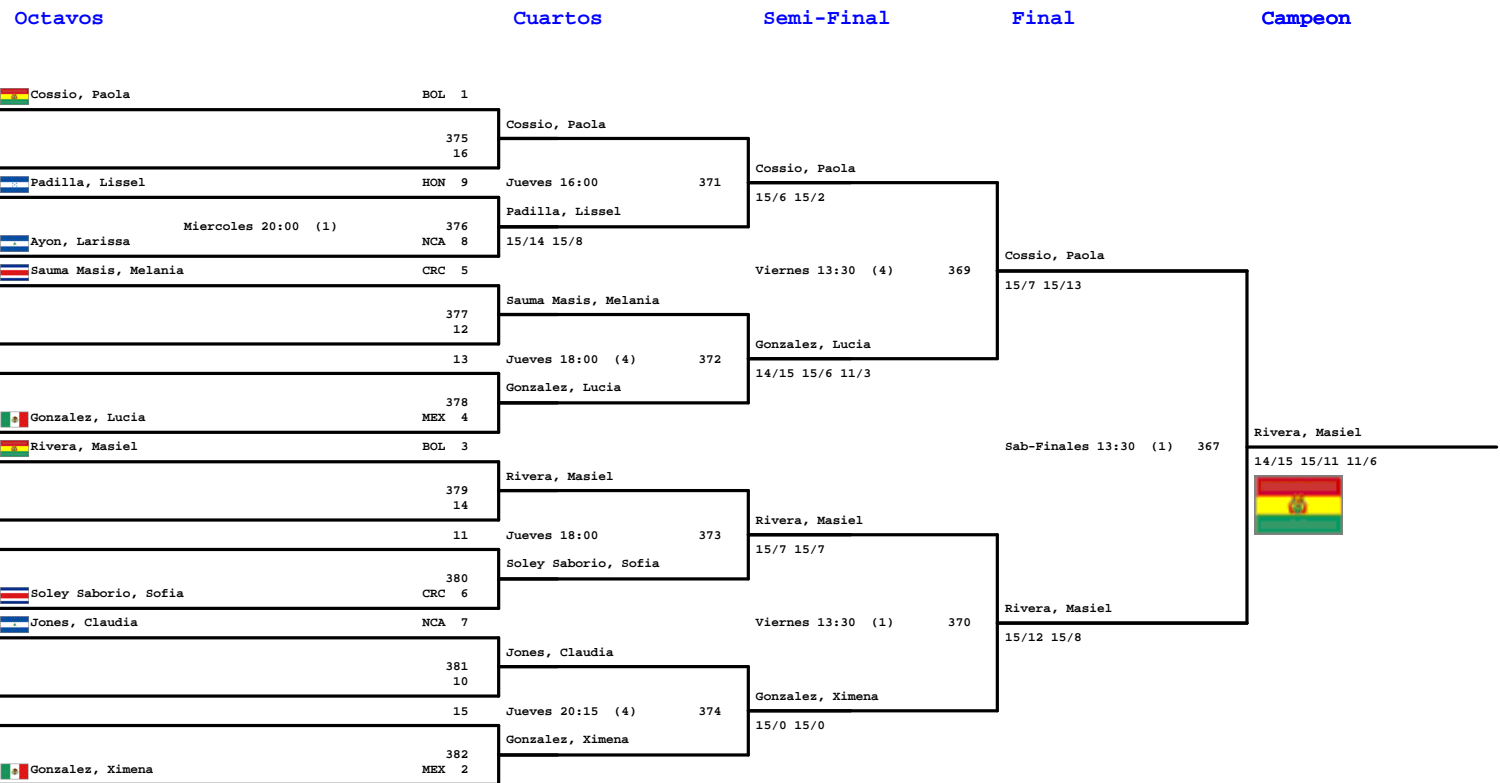 Octavos Cuartos Semi-Final Final Campeon
Cossio, Paola BOL 1
Cossio, Paola
375
16
Cossio, Paola
Padilla, Lissel HON 9 Jueves 16:00 371
15/6 15/2
Padilla, Lissel
Miercoles 20:00 (1) 376
Ayon, Larissa NCA 8 15/14 15/8
Cossio, Paola
Sauma Masis, Melania CRC 5 Viernes 13:30 (4) 369
15/7 15/13
Sauma Masis, Melania
377
12
Gonzalez, Lucia
13 Jueves 18:00 (4) 372
14/15 15/6 11/3
Gonzalez, Lucia
378
Gonzalez, Lucia MEX 4
Rivera, Masiel
Rivera, Masiel BOL 3 Sab-Finales 13:30 (1) 367
14/15 15/11 11/6
Rivera, Masiel
379
14
Rivera, Masiel
11 Jueves 18:00 373
15/7 15/7
Soley Saborio, Sofia
380
Soley Saborio, Sofia CRC 6
Rivera, Masiel
Jones, Claudia NCA 7 Viernes 13:30 (1) 370
15/12 15/8
Jones, Claudia
381
10
Gonzalez, Ximena
15 Jueves 20:15 (4) 374
15/0 15/0
Gonzalez, Ximena
382
Gonzalez, Ximena MEX 2